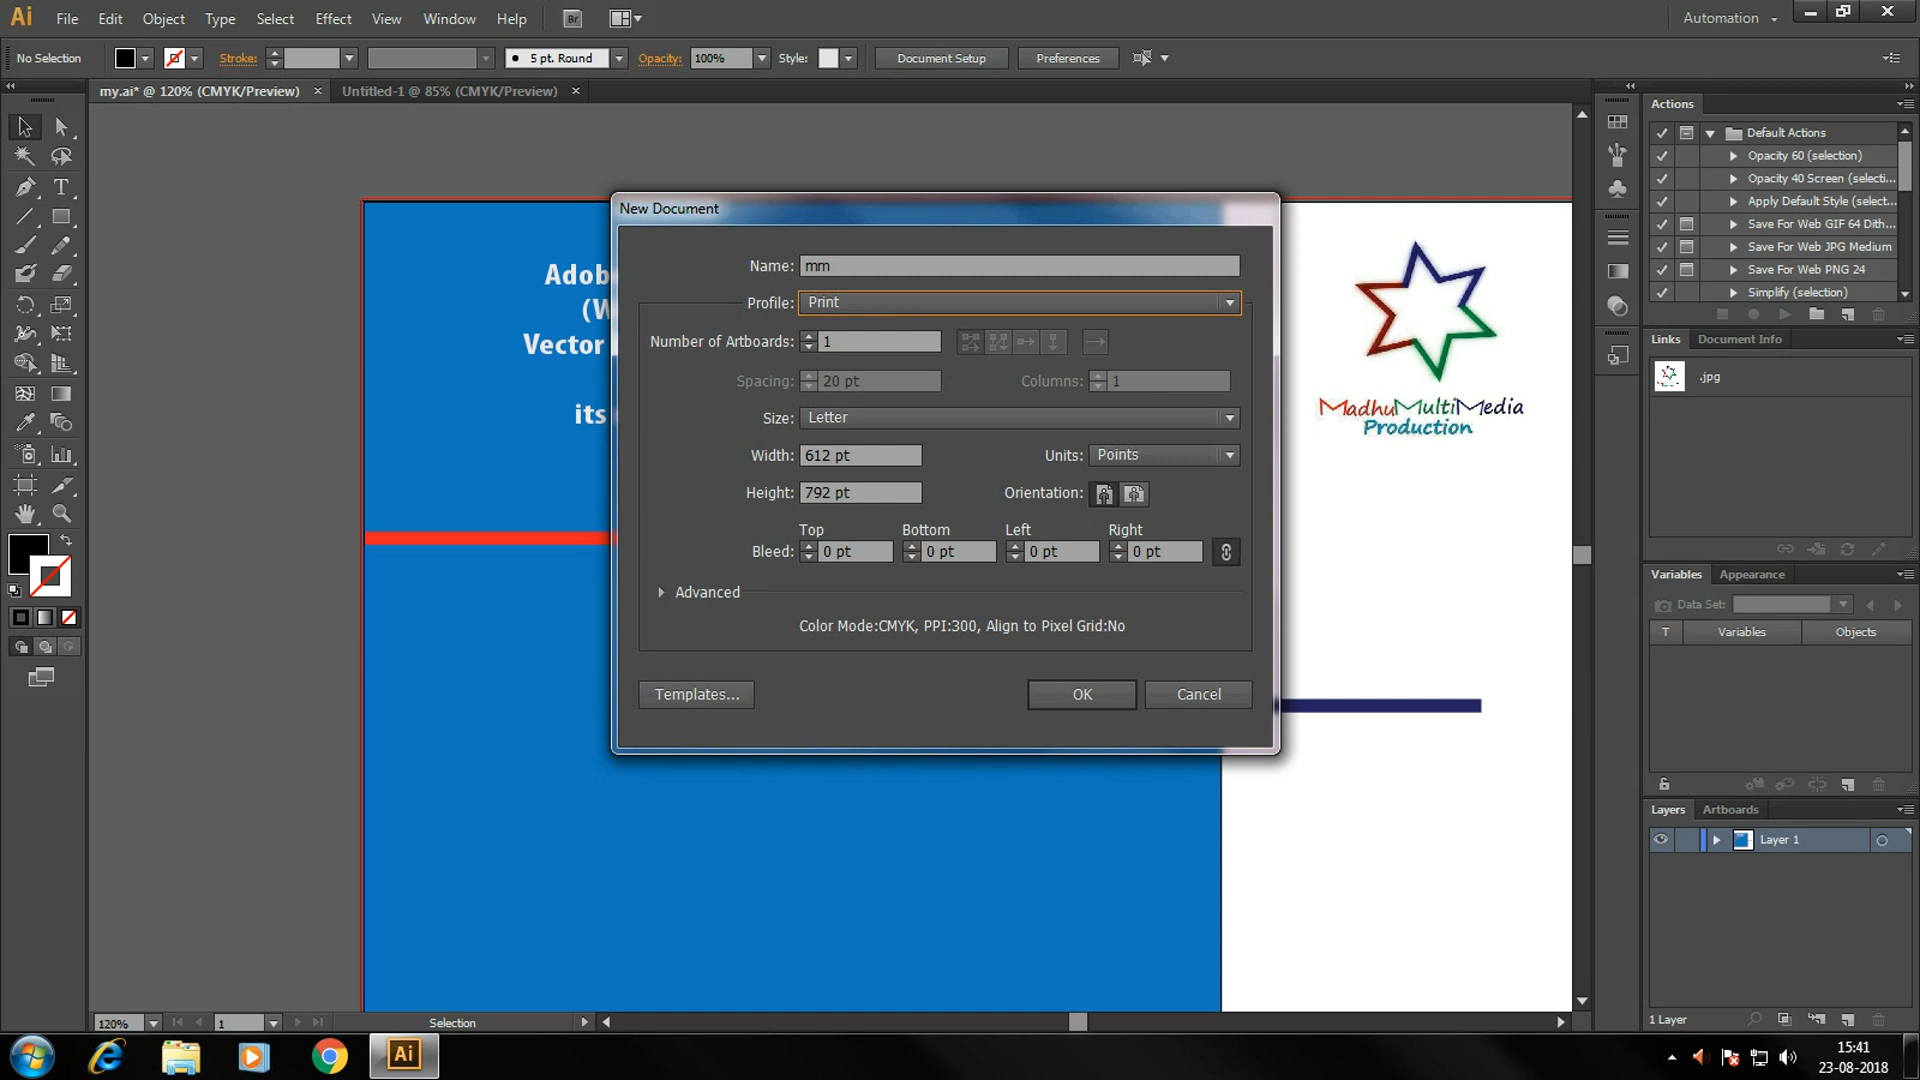 Ai File Edit Object Type Select Effect View Window Help Br Automation
No Selection Stroke: 5 pt. Round Opacity: 100% Style: Document Setup Preferences
my.ai* @ 120% (CMYK/Preview) × Untitled-1 @ 85% (CMYK/Preview) ×
Adob
(W
Vector
its
New Document
Name: mm
Profile: Print
Number of Artboards: 1
Spacing: 20 pt Columns: 1
Size: Letter
Width: 612 pt Units: Points
Height: 792 pt Orientation:
Top Bottom Left Right
Bleed: 0 pt 0 pt 0 pt 0 pt
Advanced
Color Mode:CMYK, PPI:300, Align to Pixel Grid:No
Templates... OK Cancel
MadhuMultiMedia
Production
Actions
Default Actions
Opacity 60 (selection)
Opacity 40 Screen (selecti...
Apply Default Style (select...
Save For Web GIF 64 Dith...
Save For Web JPG Medium
Save For Web PNG 24
Simplify (selection)
Links Document Info
.jpg
Variables Appearance
Data Set:
T Variables Objects
Layers Artboards
Layer 1
1 Layer
120% 1 Selection
Ai
15:41
23-08-2018